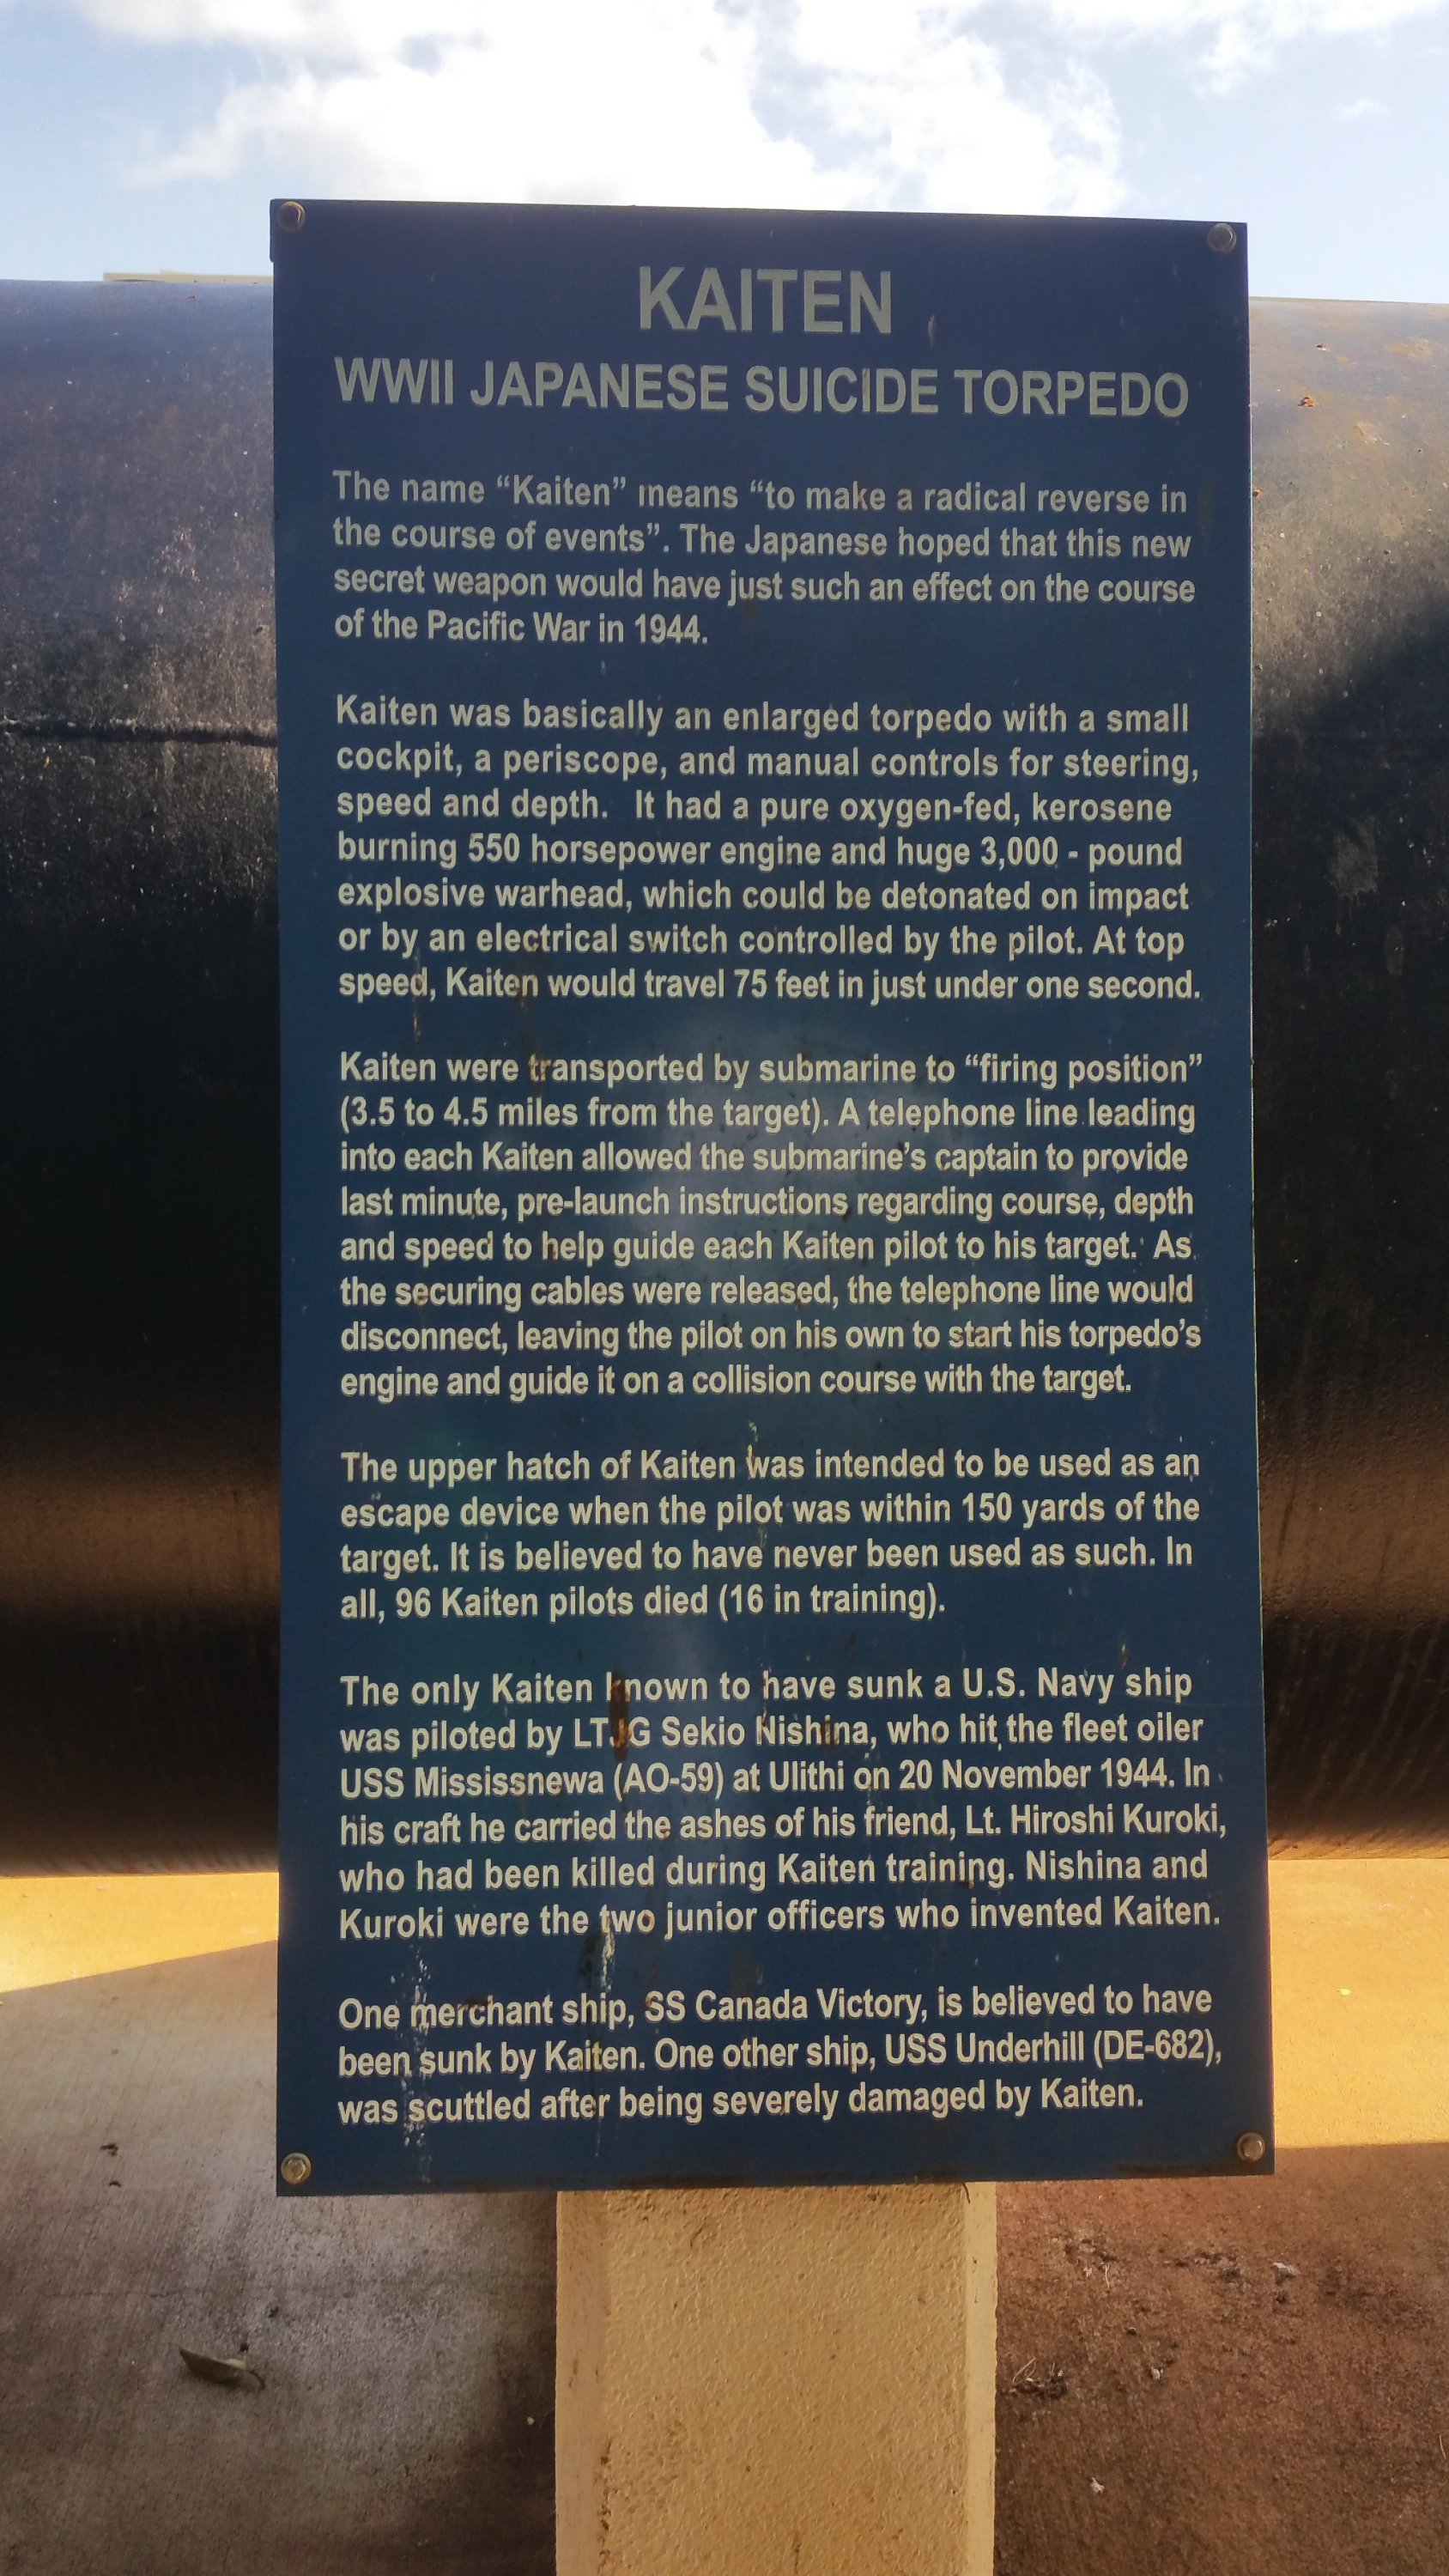 KAITEN
WWII JAPANESE SUICIDE TORPEDO
The name “Kaiten” means “to make a radical reverse in
the course of events”. The Japanese hoped that this new
secret weapon would have just such an effect on the course
of the Pacific War in 1944.
Kaiten was basically an enlarged torpedo with a small
cockpit, a periscope, and manual controls for steering,
speed and depth. It had a pure oxygen-fed, kerosene
burning 550 horsepower engine and huge 3,000 - pound
explosive warhead, which could be detonated on impact
or by an electrical switch controlled by the pilot. At top
speed, Kaiten would travel 75 feet in just under one second.
Kaiten were transported by submarine to “firing position”
(3.5 to 4.5 miles from the target). A telephone line leading
into each Kaiten allowed the submarine’s captain to provide
last minute, pre-launch instructions regarding course, depth
and speed to help guide each Kaiten pilot to his target. As
the securing cables were released, the telephone line would
disconnect, leaving the pilot on his own to start his torpedo’s
engine and guide it on a collision course with the target.
The upper hatch of Kaiten was intended to be used as an
escape device when the pilot was within 150 yards of the
target. It is believed to have never been used as such. In
all, 96 Kaiten pilots died (16 in training).
The only Kaiten known to have sunk a U.S. Navy ship
was piloted by LTJG Sekio Nishina, who hit the fleet oiler
USS Mississnewa (AO-59) at Ulithi on 20 November 1944. In
his craft he carried the ashes of his friend, Lt. Hiroshi Kuroki,
who had been killed during Kaiten training. Nishina and
Kuroki were the two junior officers who invented Kaiten.
One merchant ship, SS Canada Victory, is believed to have
been sunk by Kaiten. One other ship, USS Underhill (DE-682),
was scuttled after being severely damaged by Kaiten.